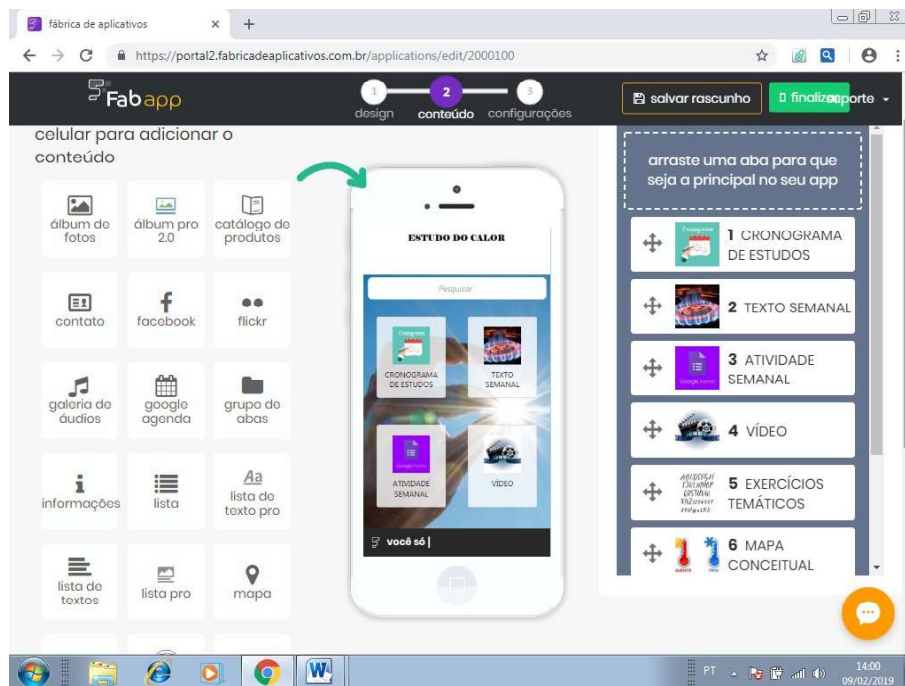 fábrica de aplicativos
https://portal2.fabricadeaplicativos.com.br/applications/edit/2000100
Fabapp
1
2
3
design
conteúdo
configurações
salvar rascunho
suporte
celular para adicionar o
conteúdo
álbum de
fotos
álbum pro
2.0
catálogo de
produtos
contato
facebook
flickr
galeria de
áudios
google
agenda
grupo de
abas
informações
lista
Aa
lista de
texto pro
lista de
textos
lista pro
mapa
ESTUDO DO CALOR
Pesquisar
CRONOGRAMA
DE ESTUDOS
TEXTO
SEMANAL
Google Forms
ATIVIDADE
SEMANAL
VÍDEO
você só |
arraste uma aba para que
seja a principal no seu app
Cronograma
1 CRONOGRAMA
DE ESTUDOS
2 TEXTO SEMANAL
Google Forms
3 ATIVIDADE
SEMANAL
4 VÍDEO
5 EXERCÍCIOS
TEMÁTICOS
6 MAPA
CONCEITUAL
PT
14:00
09/02/2019